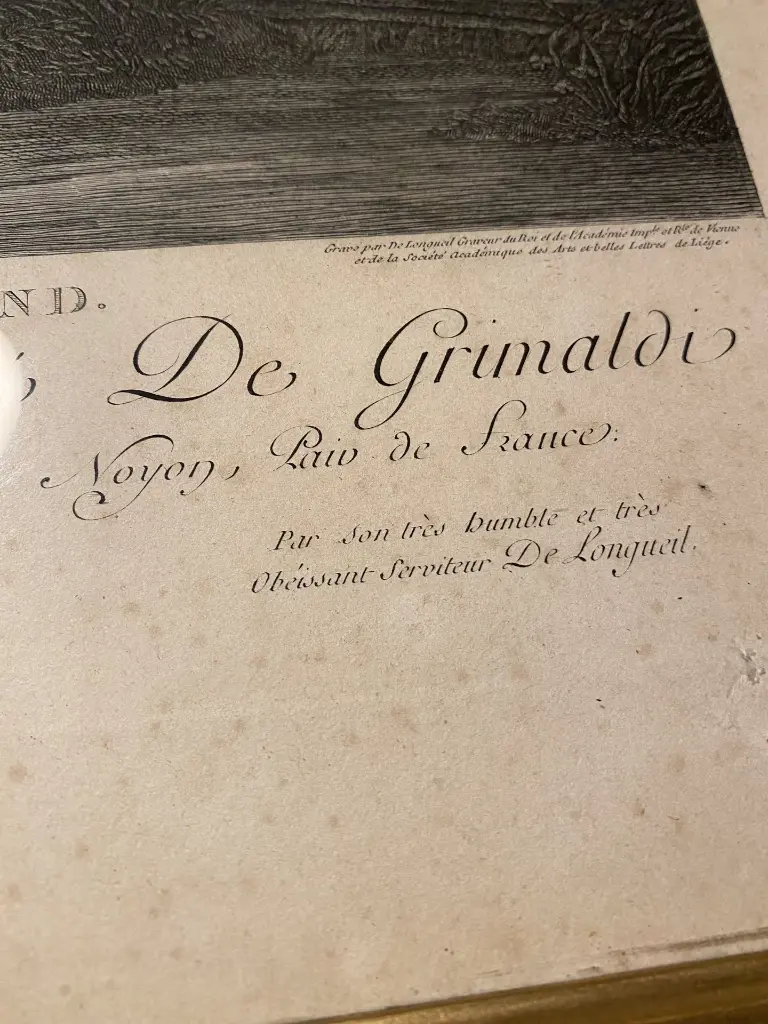 Gravé par De Longueil Graveur du Roi et de l'Académie Imple et Rle de Vienne
et de la Société Académique des Arts et belles Lettres de Liége.
ND.
é De Grimaldi
Noyon, Paiv de France:
Par Son très humble et très
Obéissant Serviteur De Longueil.